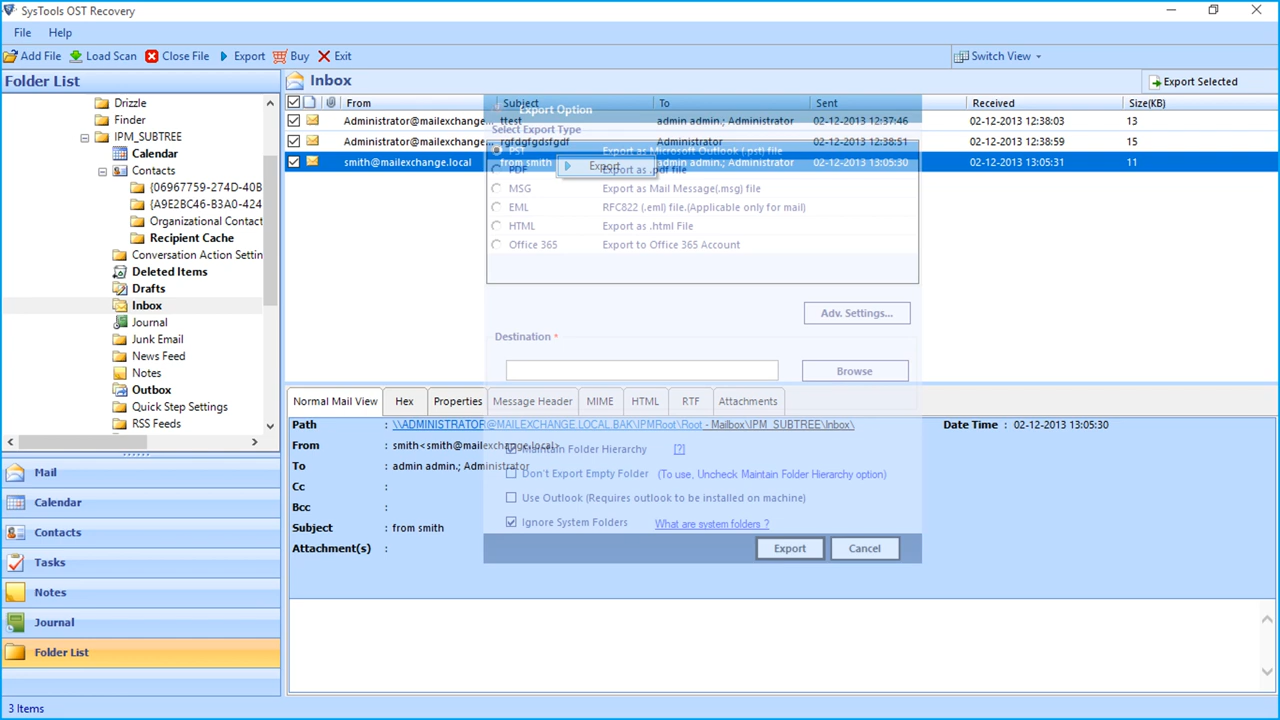 SysTools OST Recovery
File Help
Add File Load Scan Close File Export Buy Exit Switch View
Folder List
Inbox
Export Selected
Drizzle
Finder
IPM_SUBTREE
Calendar
Contacts
{06967759-274D-40B
{A9E2BC46-B3A0-424
Organizational Contact
Recipient Cache
Conversation Action Settin
Deleted Items
Drafts
Inbox
Journal
Junk Email
News Feed
Notes
Outbox
Quick Step Settings
RSS Feeds
Mail
Calendar
Contacts
Tasks
Notes
Journal
Folder List
3 Items
From Subject To Sent Received Size(KB)
Administrator@mailexchange... ttest admin admin.; Administrator 02-12-2013 12:37:46 02-12-2013 12:38:03 13
Administrator@mailexchange... rgfdgfgdsfgdf Administrator 02-12-2013 12:38:51 02-12-2013 12:38:59 15
smith@mailexchange.local from smith admin admin.; Administrator 02-12-2013 13:05:30 02-12-2013 13:05:31 11
Export
Export Option
Select Export Type
PST Export as Microsoft Outlook (.pst) file
PDF Export as .pdf file
MSG Export as Mail Message(.msg) file
EML RFC822 (.eml) file.(Applicable only for mail)
HTML Export as .html File
Office 365 Export to Office 365 Account
Adv. Settings...
Destination *
Browse
Maintain Folder Hierarchy [?]
Don't Export Empty Folder (To use, Uncheck Maintain Folder Hierarchy option)
Use Outlook (Requires outlook to be installed on machine)
Ignore System Folders What are system folders ?
Export Cancel
Normal Mail View Hex Properties Message Header MIME HTML RTF Attachments
Path : \\ADMINISTRATOR@MAILEXCHANGE.LOCAL.BAK\IPMRoot\Root - Mailbox\IPM_SUBTREE\Inbox\ Date Time : 02-12-2013 13:05:30
From : smith<smith@mailexchange.local>
To : admin admin.; Administrator
Cc :
Bcc :
Subject : from smith
Attachment(s) :